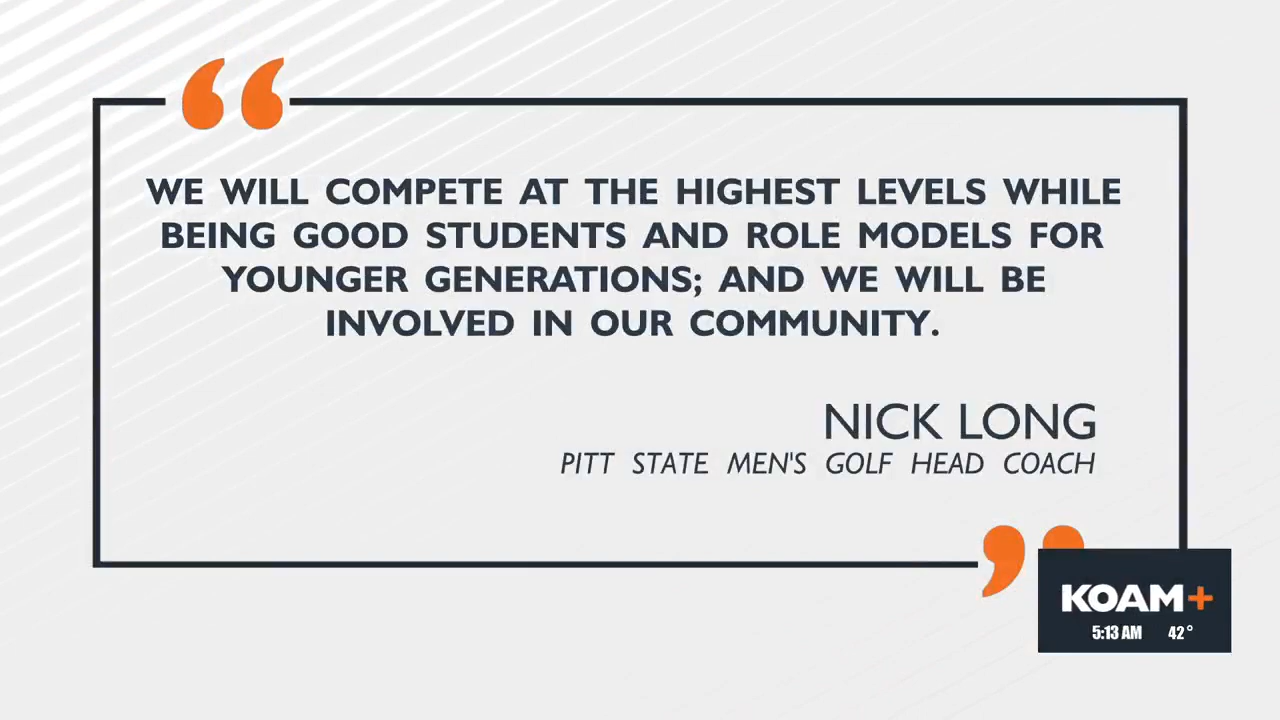 WE WILL COMPETE AT THE HIGHEST LEVELS WHILE
BEING GOOD STUDENTS AND ROLE MODELS FOR
YOUNGER GENERATIONS; AND WE WILL BE
INVOLVED IN OUR COMMUNITY.
NICK LONG
PITT STATE MEN'S GOLF HEAD COACH
KOAM+
5:13 AM 42°